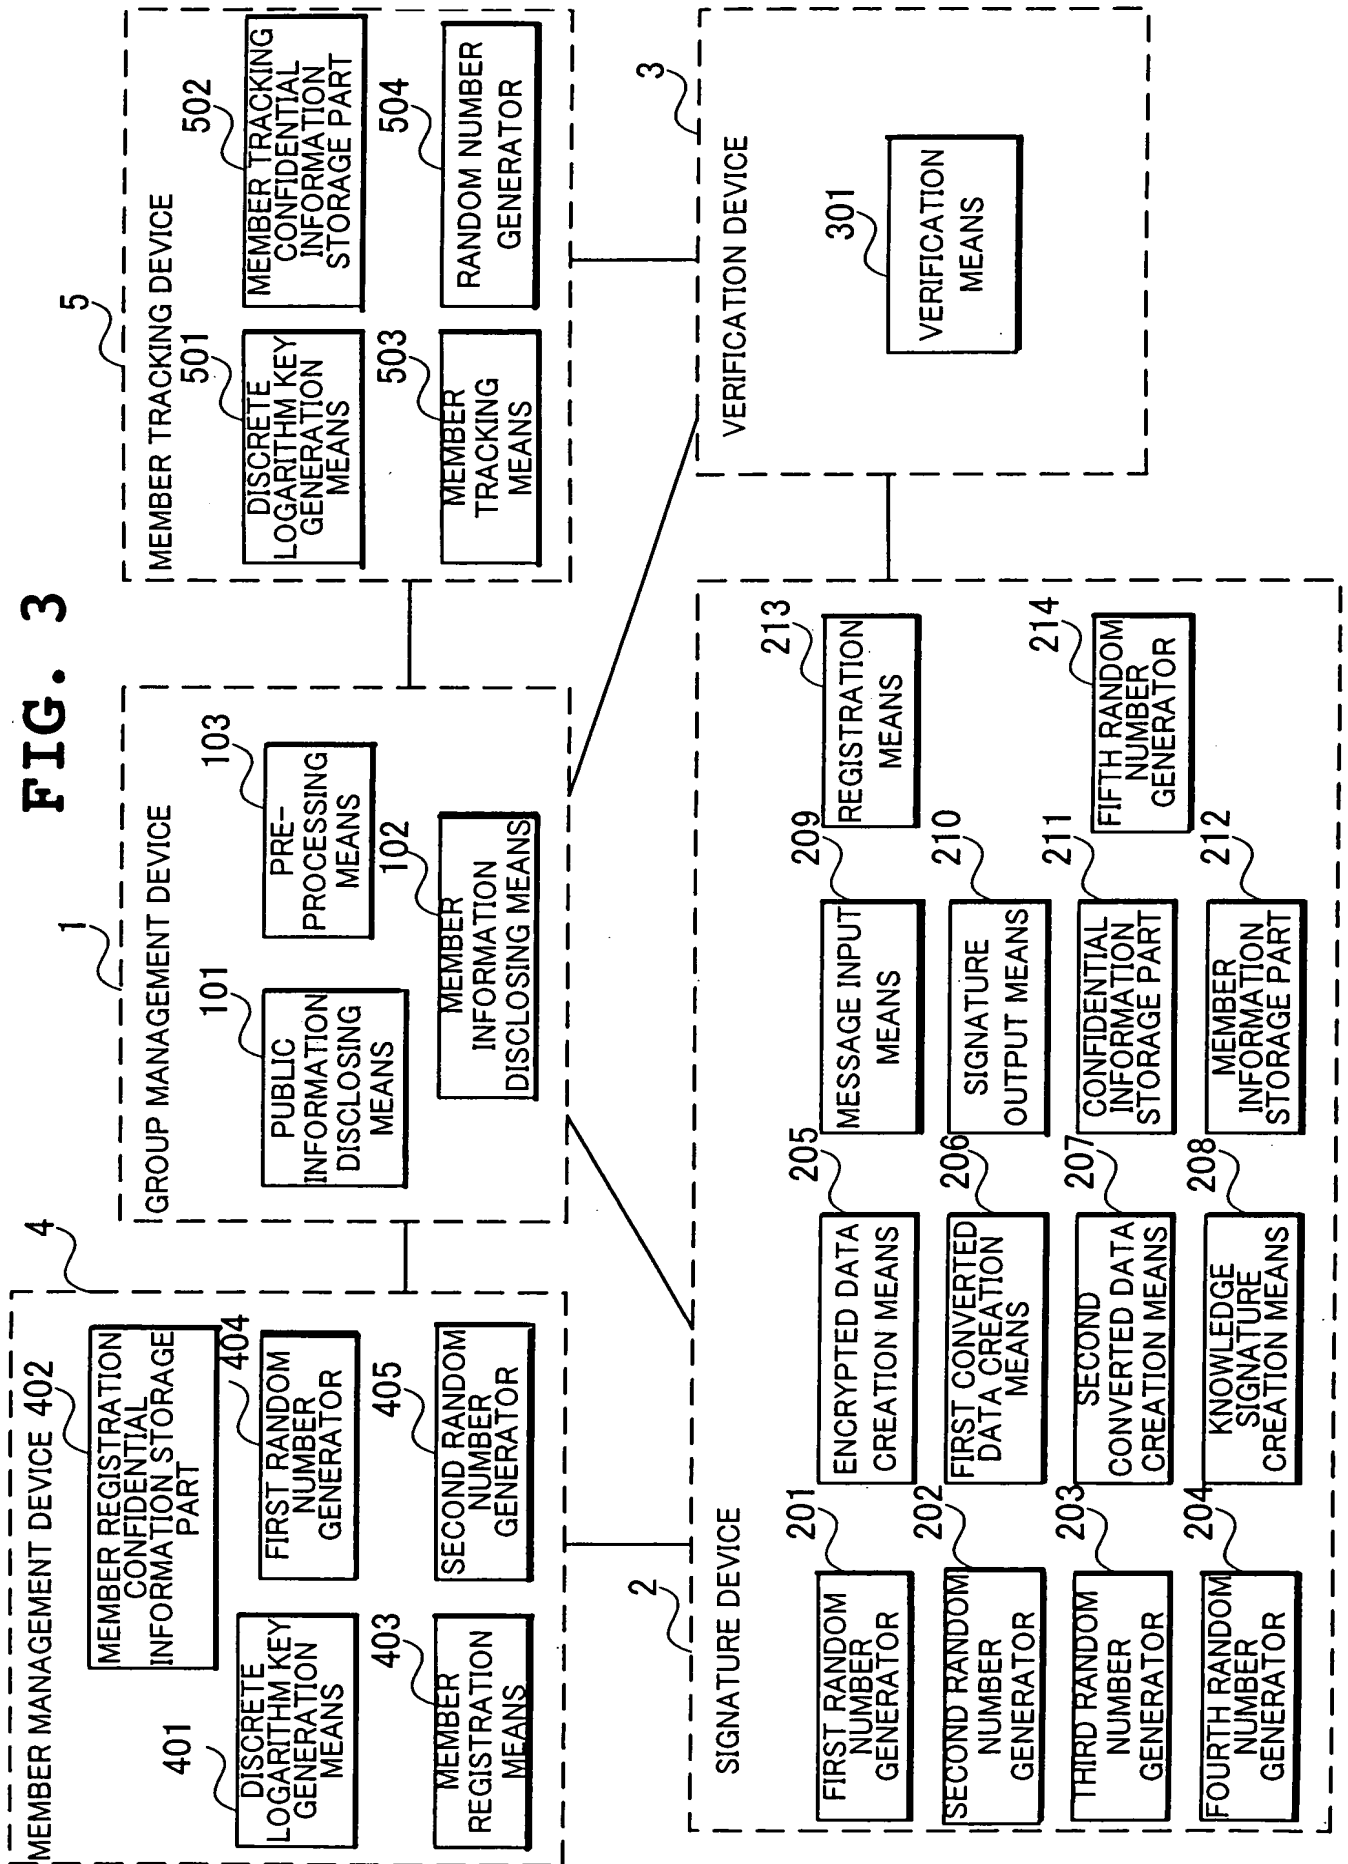 FIG. 3
MEMBER MANAGEMENT DEVICE
4
402
MEMBER REGISTRATION
CONFIDENTIAL
INFORMATION STORAGE
PART
401
DISCRETE
LOGARITHM KEY
GENERATION
MEANS
404
FIRST RANDOM
NUMBER
GENERATOR
403
MEMBER
REGISTRATION
MEANS
405
SECOND RANDOM
NUMBER
GENERATOR
1
GROUP MANAGEMENT DEVICE
101
PUBLIC
INFORMATION
DISCLOSING
MEANS
103
PRE-
PROCESSING
MEANS
102
MEMBER
INFORMATION
DISCLOSING MEANS
5
MEMBER TRACKING DEVICE
501
DISCRETE
LOGARITHM KEY
GENERATION
MEANS
502
MEMBER TRACKING
CONFIDENTIAL
INFORMATION
STORAGE PART
503
MEMBER
TRACKING
MEANS
504
RANDOM NUMBER
GENERATOR
2
SIGNATURE DEVICE
201
FIRST RANDOM
NUMBER
GENERATOR
205
ENCRYPTED DATA
CREATION MEANS
209
MESSAGE INPUT
MEANS
213
REGISTRATION
MEANS
202
SECOND RANDOM
NUMBER
GENERATOR
206
FIRST CONVERTED
DATA CREATION
MEANS
210
SIGNATURE
OUTPUT MEANS
203
THIRD RANDOM
NUMBER
GENERATOR
207
SECOND
CONVERTED DATA
CREATION MEANS
211
CONFIDENTIAL
INFORMATION
STORAGE PART
214
FIFTH RANDOM
NUMBER
GENERATOR
204
FOURTH RANDOM
NUMBER
GENERATOR
208
KNOWLEDGE
SIGNATURE
CREATION MEANS
212
MEMBER
INFORMATION
STORAGE PART
3
VERIFICATION DEVICE
301
VERIFICATION
MEANS